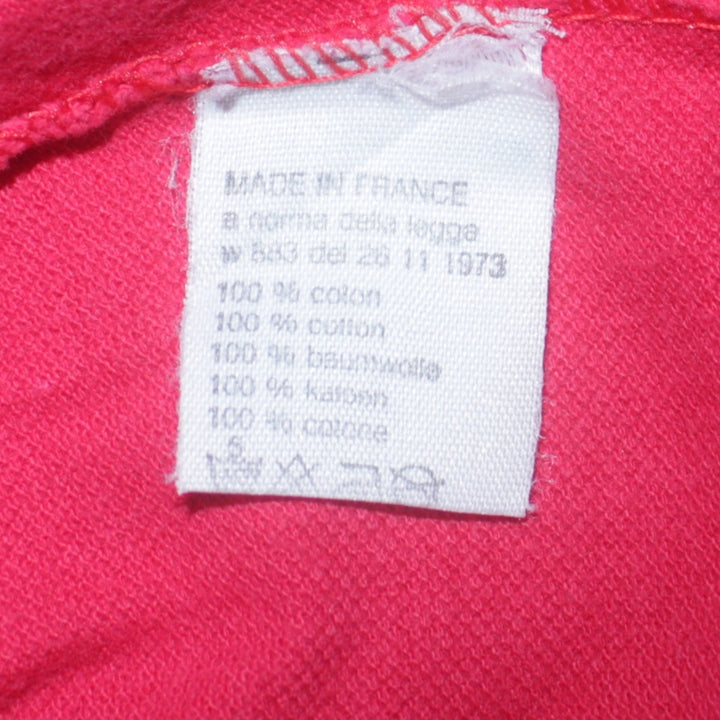 MADE IN FRANCE
a norma della legge
n 883 del 26 11 1973
100 % coton
100 % cotton
100 % baumwolle
100 % katoen
100 % cotone
5